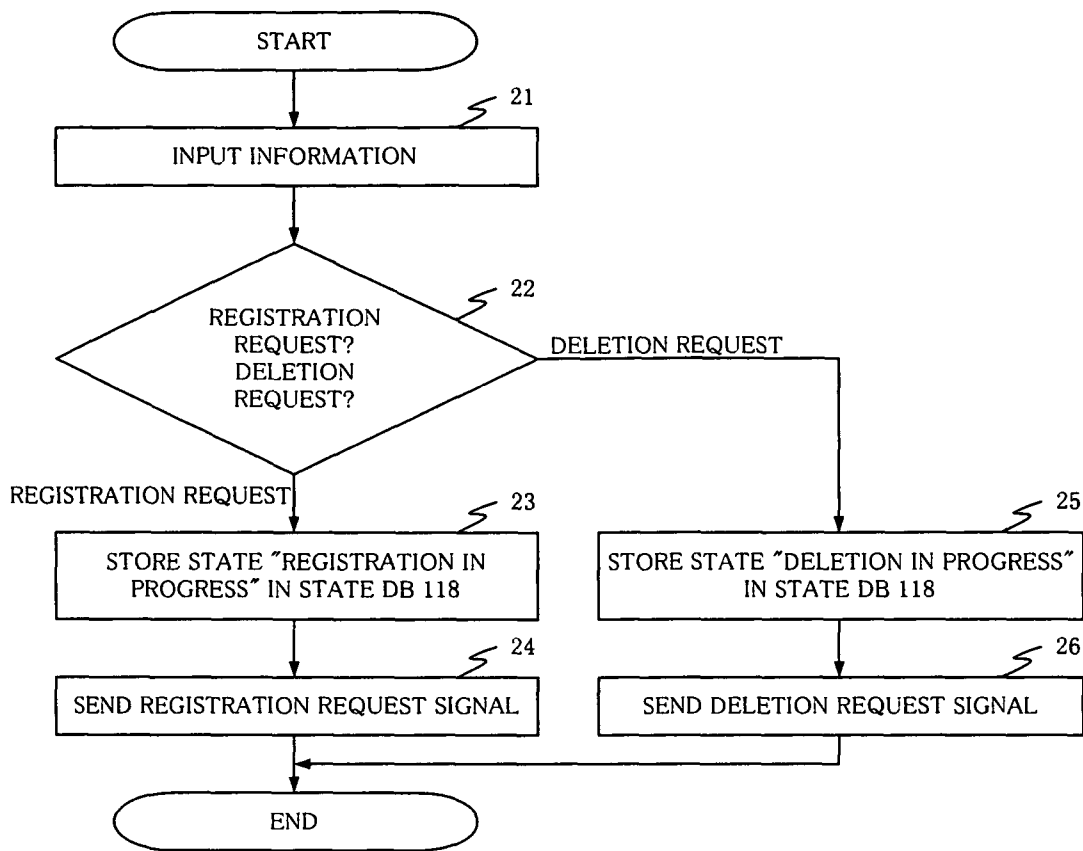 START
21
INPUT INFORMATION
22
REGISTRATION
REQUEST?
DELETION
REQUEST?
DELETION REQUEST
REGISTRATION REQUEST
23
STORE STATE "REGISTRATION IN
PROGRESS" IN STATE DB 118
25
STORE STATE "DELETION IN PROGRESS"
IN STATE DB 118
24
SEND REGISTRATION REQUEST SIGNAL
26
SEND DELETION REQUEST SIGNAL
END